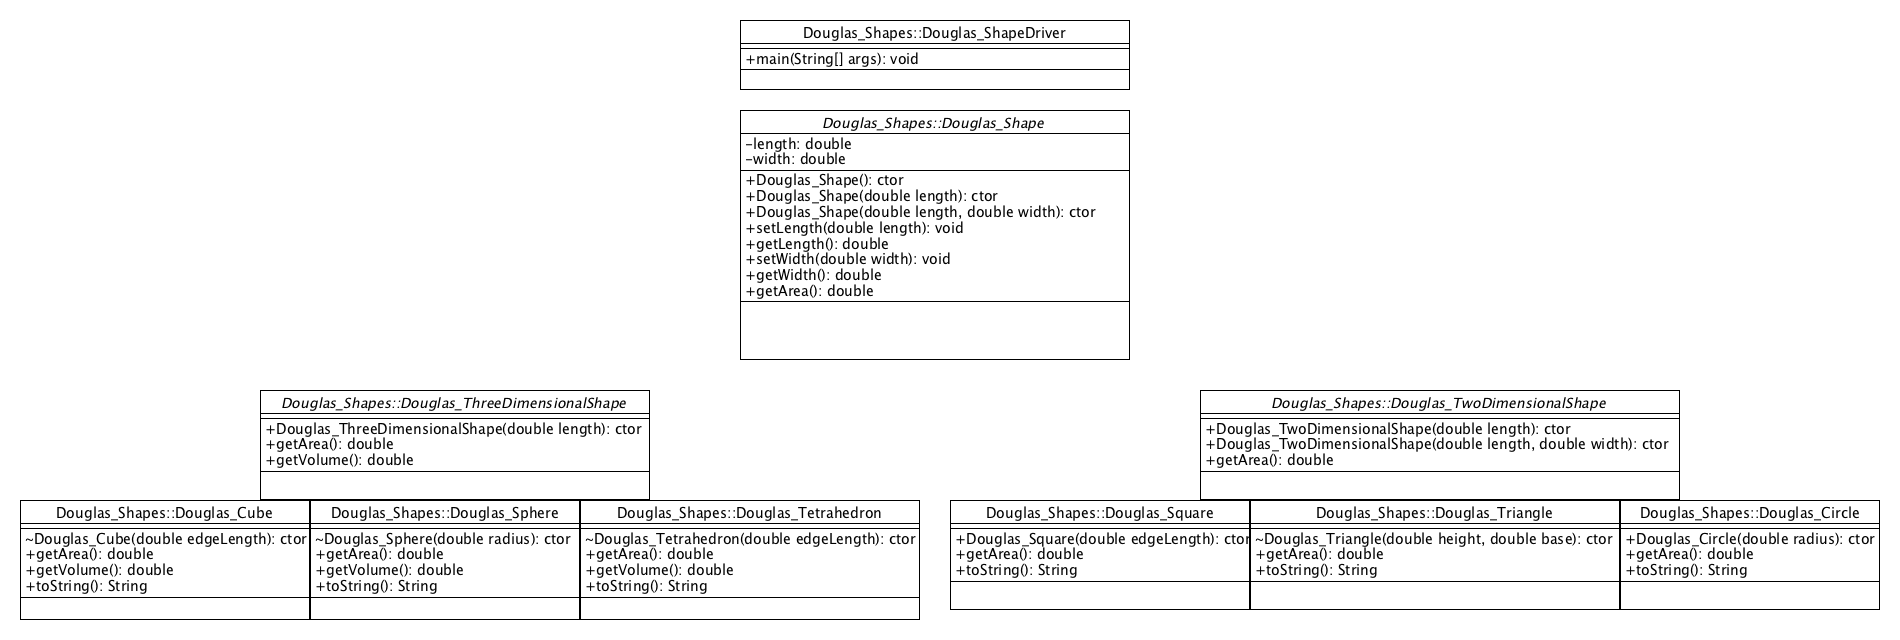 Douglas_Shapes::Douglas_ShapeDriver
+main(String[] args): void
Douglas_Shapes::Douglas_Shape
-length: double
-width: double
+Douglas_Shape(): ctor
+Douglas_Shape(double length): ctor
+Douglas_Shape(double length, double width): ctor
+setLength(double length): void
+getLength(): double
+setWidth(double width): void
+getWidth(): double
+getArea(): double
Douglas_Shapes::Douglas_ThreeDimensionalShape
+Douglas_ThreeDimensionalShape(double length): ctor
+getArea(): double
+getVolume(): double
Douglas_Shapes::Douglas_TwoDimensionalShape
+Douglas_TwoDimensionalShape(double length): ctor
+Douglas_TwoDimensionalShape(double length, double width): ctor
+getArea(): double
Douglas_Shapes::Douglas_Cube
~Douglas_Cube(double edgeLength): ctor
+getArea(): double
+getVolume(): double
+toString(): String
Douglas_Shapes::Douglas_Sphere
~Douglas_Sphere(double radius): ctor
+getArea(): double
+getVolume(): double
+toString(): String
Douglas_Shapes::Douglas_Tetrahedron
~Douglas_Tetrahedron(double edgeLength): ctor
+getArea(): double
+getVolume(): double
+toString(): String
Douglas_Shapes::Douglas_Square
+Douglas_Square(double edgeLength): ctor
+getArea(): double
+toString(): String
Douglas_Shapes::Douglas_Triangle
~Douglas_Triangle(double height, double base): ctor
+getArea(): double
+toString(): String
Douglas_Shapes::Douglas_Circle
+Douglas_Circle(double radius): ctor
+getArea(): double
+toString(): String